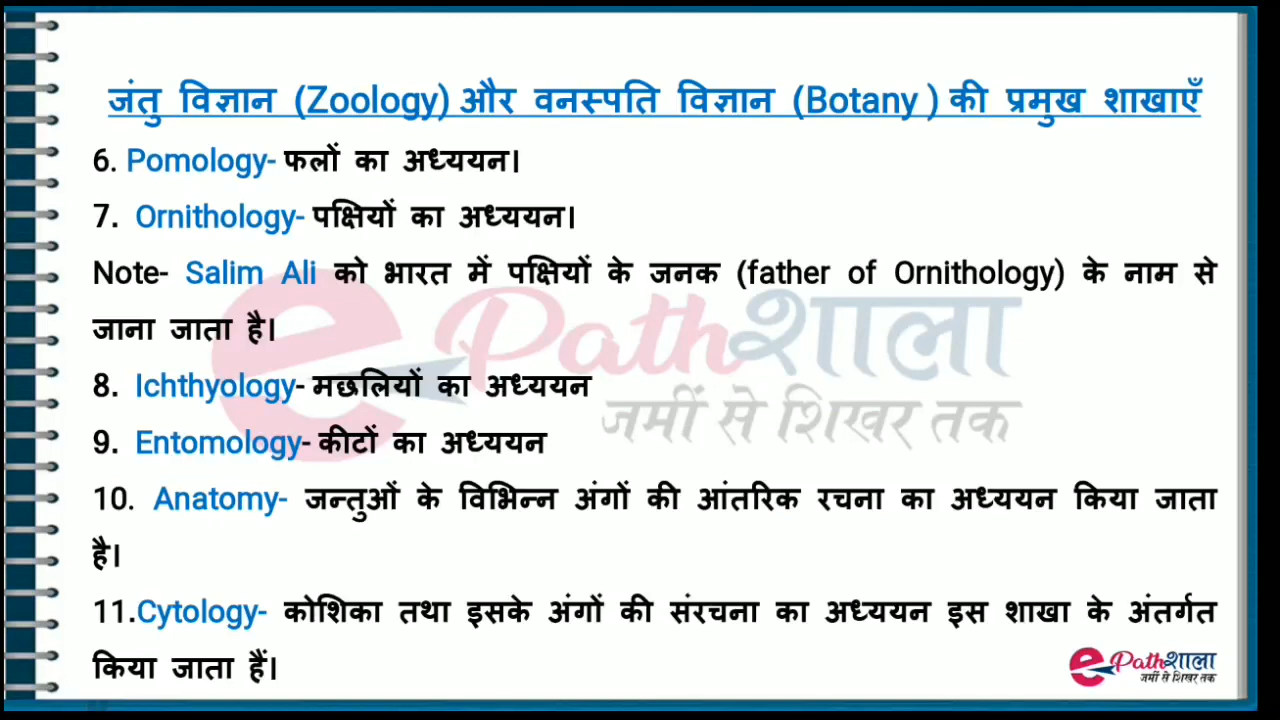 जंतु विज्ञान (Zoology) और वनस्पति विज्ञान (Botany ) की प्रमुख शाखाएँ
6. Pomology- फलों का अध्ययन।
7. Ornithology- पक्षियों का अध्ययन।
Note- Salim Ali को भारत में पक्षियों के जनक (father of Ornithology) के नाम से
जाना जाता है।
8. Ichthyology- मछलियों का अध्ययन
9. Entomology- कीटों का अध्ययन
10. Anatomy- जन्तुओं के विभिन्न अंगों की आंतरिक रचना का अध्ययन किया जाता
है।
11.Cytology- कोशिका तथा इसके अंगों की संरचना का अध्ययन इस शाखा के अंतर्गत
किया जाता हैं।
ePathशाला
जमीं से शिखर तक
ePathशाला
जमीं से शिखर तक